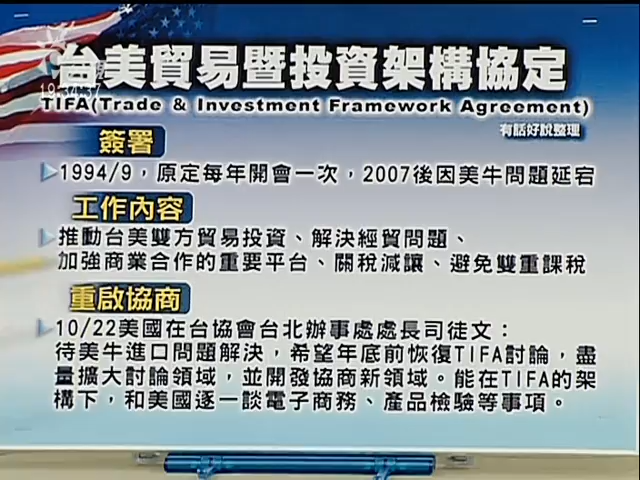 台美貿易暨投資架構協定
19:34:37
TIFA(Trade & Investment Framework Agreement)
有話好說整理
簽署
1994/9，原定每年開會一次，2007後因美牛問題延宕
工作內容
推動台美雙方貿易投資、解決經貿問題、
加強商業合作的重要平台、關稅減讓、避免雙重課稅
重啟協商
10/22美國在台協會台北辦事處處長司徒文：
待美牛進口問題解決，希望年底前恢復TIFA討論，盡
量擴大討論領域，並開發協商新領域。能在TIFA的架
構下，和美國逐一談電子商務、產品檢驗等事項。